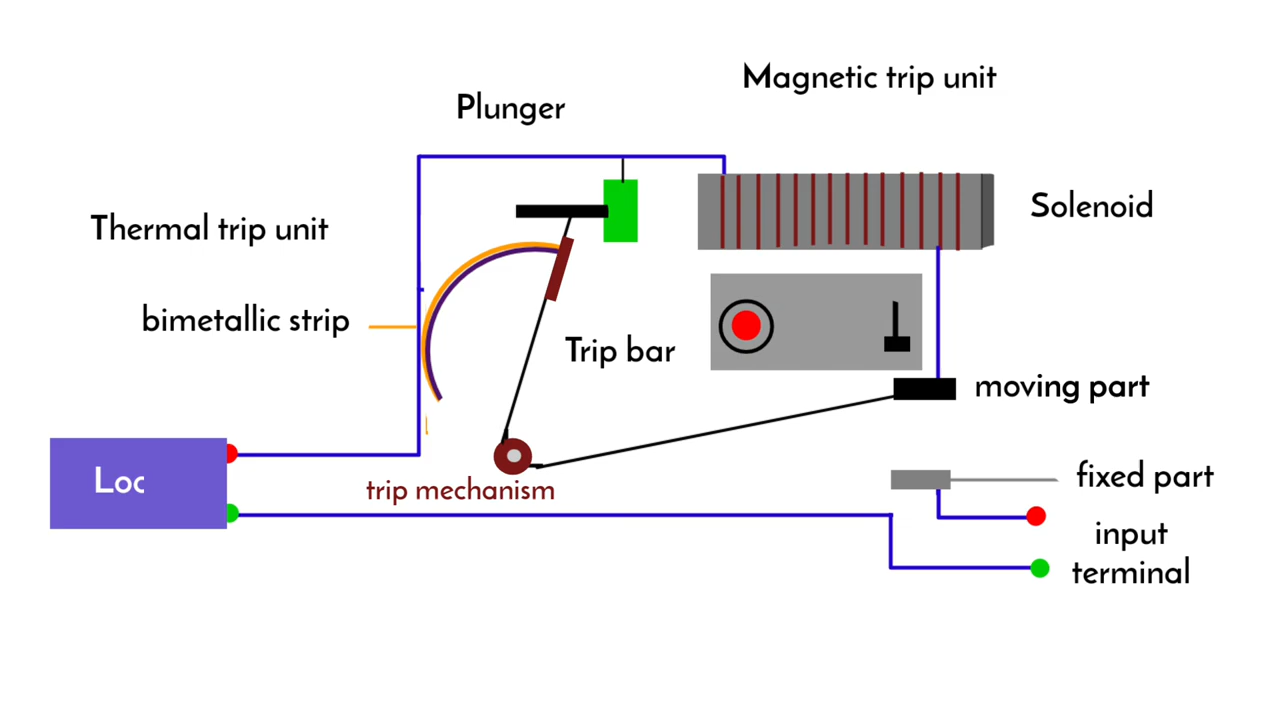 Magnetic trip unit
Plunger
Solenoid
Thermal trip unit
bimetallic strip
Trip bar
moving part
fixed part
Loc
trip mechanism
input
terminal